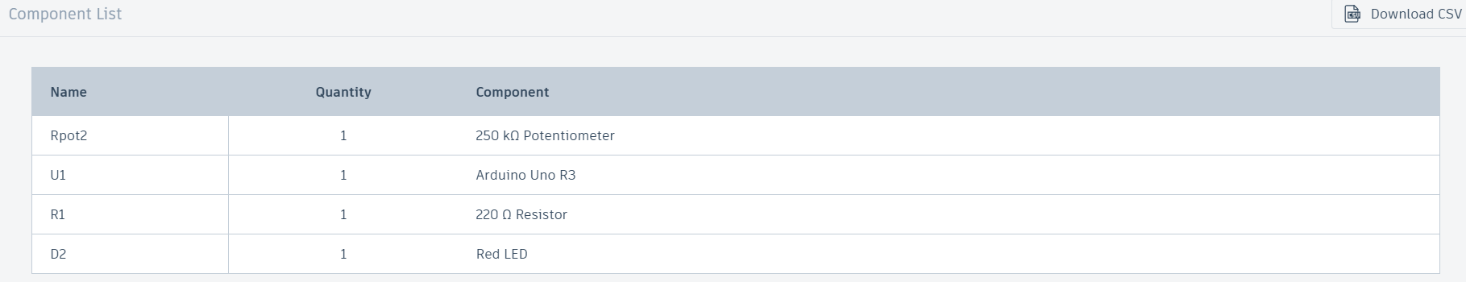 Component List
Download CSV
Name Quantity Component
Rpot2 1 250 kΩ Potentiometer
U1 1 Arduino Uno R3
R1 1 220 Ω Resistor
D2 1 Red LED